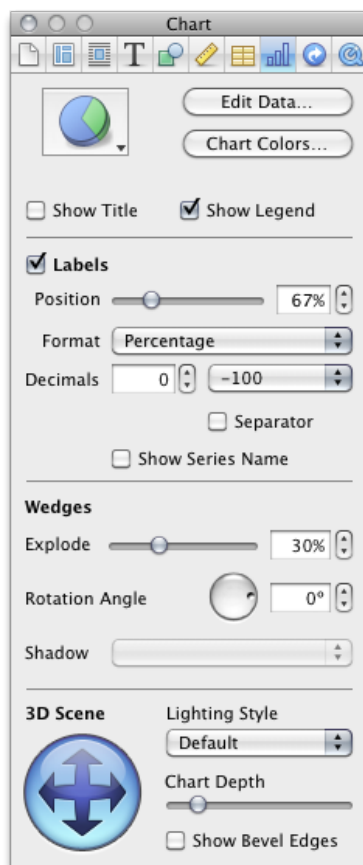 Chart
T
Edit Data...
Chart Colors...
Show Title Show Legend
Labels
Position 67%
Format Percentage
Decimals 0 -100
Separator
Show Series Name
Wedges
Explode 30%
Rotation Angle 0°
Shadow
3D Scene Lighting Style
Default
Chart Depth
Show Bevel Edges